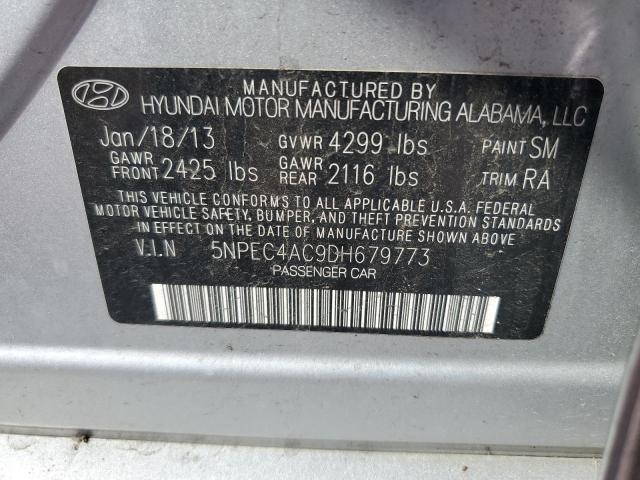 MANUFACTURED BY
HYUNDAI MOTOR MANUFACTURING ALABAMA, LLC
Jan/18/13 GVWR 4299 lbs PAINT SM
GAWR FRONT 2425 lbs GAWR REAR 2116 lbs TRIM RA
THIS VEHICLE CONFORMS TO ALL APPLICABLE U.S.A. FEDERAL
MOTOR VEHICLE SAFETY, BUMPER, AND THEFT PREVENTION STANDARDS
IN EFFECT ON THE DATE OF MANUFACTURE SHOWN ABOVE.
V.I.N 5NPEC4AC9DH679773
PASSENGER CAR